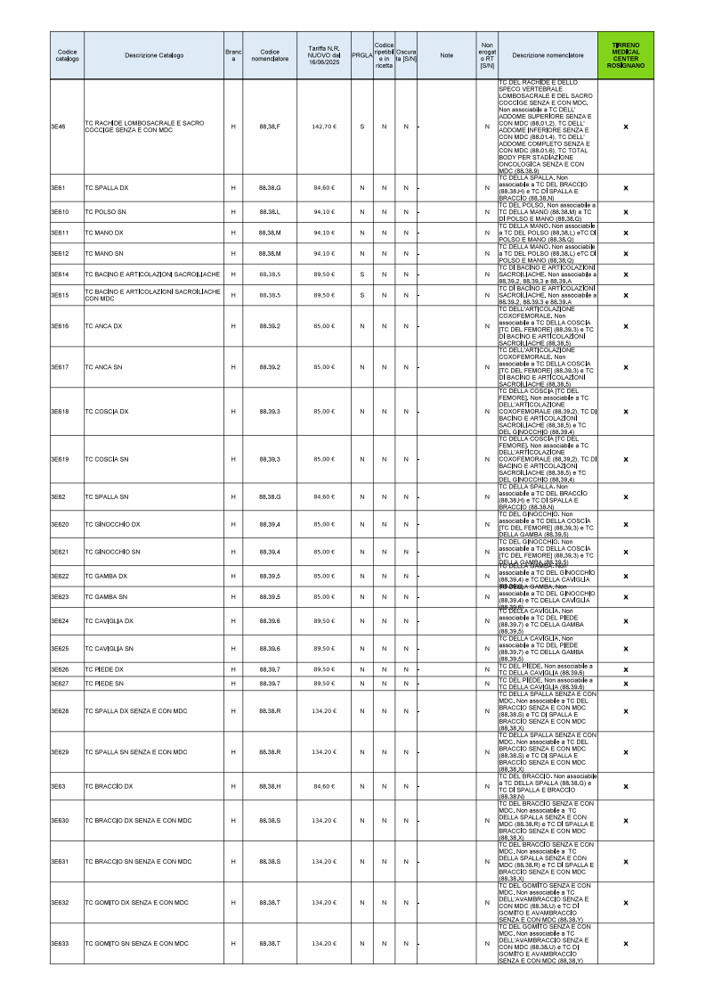 Codice catalogo | Descrizione Catalogo | Branca | Codice nomenclatore | Tariffa N.R. NUOVO dal 16/06/2025 | PRGLA | Codice ripetibile in ricetta | Oscurata [S/N] | Note | Non erogato RT [S/N] | Descrizione nomenclatore | TIRRENO MEDICAL CENTER ROSIGNANO
3E46 | TC RACHIDE LOMBOSACRALE E SACRO COCCIGE SENZA E CON MDC | H | 88.38.F | 142,70 € | S | N | N | - | N | TC DEL RACHIDE E DELLO SPECO VERTEBRALE LOMBOSACRALE E DEL SACRO COCCIGE SENZA E CON MDC. Non associabile a TC DELL' ADDOME SUPERIORE SENZA E CON MDC (88.01.2), TC DELL' ADDOME INFERIORE SENZA E CON MDC (88.01.4), TC DELL' ADDOME COMPLETO SENZA E CON MDC (88.01.6), TC TOTAL BODY PER STADIAZIONE ONCOLOGICA SENZA E CON MDC (88.38.9) | X
3E61 | TC SPALLA DX | H | 88.38.G | 84,60 € | N | N | N | - | N | TC DELLA SPALLA. Non associabile a TC DEL BRACCIO (88.38.H) e TC DI SPALLA E BRACCIO (88.38.N) | X
3E610 | TC POLSO SN | H | 88.38.L | 94,10 € | N | N | N | - | N | TC DEL POLSO. Non associabile a TC DELLA MANO (88.38.M) e TC DI POLSO E MANO (88.38.Q) | X
3E611 | TC MANO DX | H | 88.38.M | 94,10 € | N | N | N | - | N | TC DELLA MANO. Non associabile a TC DEL POLSO (88.38.L) eTC DI POLSO E MANO (88.38.Q) | X
3E612 | TC MANO SN | H | 88.38.M | 94,10 € | N | N | N | - | N | TC DELLA MANO. Non associabile a TC DEL POLSO (88.38.L) eTC DI POLSO E MANO (88.38.Q) | X
3E614 | TC BACINO E ARTICOLAZIONI SACROILIACHE | H | 88.38.5 | 89,50 € | S | N | N | - | N | TC DI BACINO E ARTICOLAZIONI SACROILIACHE. Non associabile a 88.39.2, 88.39.3 e 88.39.A | X
3E615 | TC BACINO E ARTICOLAZIONI SACROILIACHE CON MDC | H | 88.38.5 | 89,50 € | S | N | N | - | N | TC DI BACINO E ARTICOLAZIONI SACROILIACHE. Non associabile a 88.39.2, 88.39.3 e 88.39.A | X
3E616 | TC ANCA DX | H | 88.39.2 | 85,00 € | N | N | N | - | N | TC DELL'ARTICOLAZIONE COXOFEMORALE. Non associabile a TC DELLA COSCIA [TC DEL FEMORE] (88.39.3) e TC DI BACINO E ARTICOLAZIONI SACROILIACHE (88.38.5) | X
3E617 | TC ANCA SN | H | 88.39.2 | 85,00 € | N | N | N | - | N | TC DELL'ARTICOLAZIONE COXOFEMORALE. Non associabile a TC DELLA COSCIA [TC DEL FEMORE] (88.39.3) e TC DI BACINO E ARTICOLAZIONI SACROILIACHE (88.38.5) | X
3E618 | TC COSCIA DX | H | 88.39.3 | 85,00 € | N | N | N | - | N | TC DELLA COSCIA [TC DEL FEMORE]. Non associabile a TC DELL'ARTICOLAZIONE COXOFEMORALE (88.39.2), TC DI BACINO E ARTICOLAZIONI SACROILIACHE (88.38.5) e TC DEL GINOCCHIO (88.39.4) | X
3E619 | TC COSCIA SN | H | 88.39.3 | 85,00 € | N | N | N | - | N | TC DELLA COSCIA [TC DEL FEMORE]. Non associabile a TC DELL'ARTICOLAZIONE COXOFEMORALE (88.39.2), TC DI BACINO E ARTICOLAZIONI SACROILIACHE (88.38.5) e TC DEL GINOCCHIO (88.39.4) | X
3E62 | TC SPALLA SN | H | 88.38.G | 84,60 € | N | N | N | - | N | TC DELLA SPALLA. Non associabile a TC DEL BRACCIO (88.38.H) e TC DI SPALLA E BRACCIO (88.38.N) | X
3E620 | TC GINOCCHIO DX | H | 88.39.4 | 85,00 € | N | N | N | - | N | TC DEL GINOCCHIO. Non associabile a TC DELLA COSCIA [TC DEL FEMORE] (88.39.3) e TC DELLA GAMBA (88.39.5) | X
3E621 | TC GINOCCHIO SN | H | 88.39.4 | 85,00 € | N | N | N | - | N | TC DEL GINOCCHIO. Non associabile a TC DELLA COSCIA [TC DEL FEMORE] (88.39.3) e TC DELLA GAMBA (88.39.5) | X
3E622 | TC GAMBA DX | H | 88.39.5 | 85,00 € | N | N | N | - | N | TC DELLA GAMBA. Non associabile a TC DEL GINOCCHIO (88.39.4) e TC DELLA CAVIGLIA | X
3E623 | TC GAMBA SN | H | 88.39.5 | 85,00 € | N | N | N | - | N | TC DELLA GAMBA. Non associabile a TC DEL GINOCCHIO (88.39.4) e TC DELLA CAVIGLIA | X
3E624 | TC CAVIGLIA DX | H | 88.39.6 | 89,50 € | N | N | N | - | N | TC DELLA CAVIGLIA. Non associabile a TC DEL PIEDE (88.39.7) e TC DELLA GAMBA (88.39.5) | X
3E625 | TC CAVIGLIA SN | H | 88.39.6 | 89,50 € | N | N | N | - | N | TC DELLA CAVIGLIA. Non associabile a TC DEL PIEDE (88.39.7) e TC DELLA GAMBA (88.39.5) | X
3E626 | TC PIEDE DX | H | 88.39.7 | 89,50 € | N | N | N | - | N | TC DEL PIEDE. Non associabile a TC DELLA CAVIGLIA (88.39.6) | X
3E627 | TC PIEDE SN | H | 88.39.7 | 89,50 € | N | N | N | - | N | TC DEL PIEDE. Non associabile a TC DELLA CAVIGLIA (88.39.6) | X
3E628 | TC SPALLA DX SENZA E CON MDC | H | 88.38.R | 134,20 € | N | N | N | - | N | TC DELLA SPALLA SENZA E CON MDC. Non associabile a TC DEL BRACCIO SENZA E CON MDC (88.38.S) e TC DI SPALLA E BRACCIO SENZA E CON MDC (88.38.X) | X
3E629 | TC SPALLA SN SENZA E CON MDC | H | 88.38.R | 134,20 € | N | N | N | - | N | TC DELLA SPALLA SENZA E CON MDC. Non associabile a TC DEL BRACCIO SENZA E CON MDC (88.38.S) e TC DI SPALLA E BRACCIO SENZA E CON MDC (88.38.X) | X
3E63 | TC BRACCIO DX | H | 88.38.H | 84,60 € | N | N | N | - | N | TC DEL BRACCIO. Non associabile a TC DELLA SPALLA (88.38.G) e TC DI SPALLA E BRACCIO (88.38.N) | X
3E630 | TC BRACCIO DX SENZA E CON MDC | H | 88.38.S | 134,20 € | N | N | N | - | N | TC DEL BRACCIO SENZA E CON MDC. Non associabile a TC DELLA SPALLA SENZA E CON MDC (88.38.R) e TC DI SPALLA E BRACCIO SENZA E CON MDC (88.38.X) | X
3E631 | TC BRACCIO SN SENZA E CON MDC | H | 88.38.S | 134,20 € | N | N | N | - | N | TC DEL BRACCIO SENZA E CON MDC. Non associabile a TC DELLA SPALLA SENZA E CON MDC (88.38.R) e TC DI SPALLA E BRACCIO SENZA E CON MDC (88.38.X) | X
3E632 | TC GOMITO DX SENZA E CON MDC | H | 88.38.T | 134,20 € | N | N | N | - | N | TC DEL GOMITO SENZA E CON MDC. Non associabile a TC DELL'AVAMBRACCIO SENZA E CON MDC (88.38.U) e TC DI GOMITO E AVAMBRACCIO SENZA E CON MDC (88.38.Y) | X
3E633 | TC GOMITO SN SENZA E CON MDC | H | 88.38.T | 134,20 € | N | N | N | - | N | TC DEL GOMITO SENZA E CON MDC. Non associabile a TC DELL'AVAMBRACCIO SENZA E CON MDC (88.38.U) e TC DI GOMITO E AVAMBRACCIO SENZA E CON MDC (88.38.Y) | X